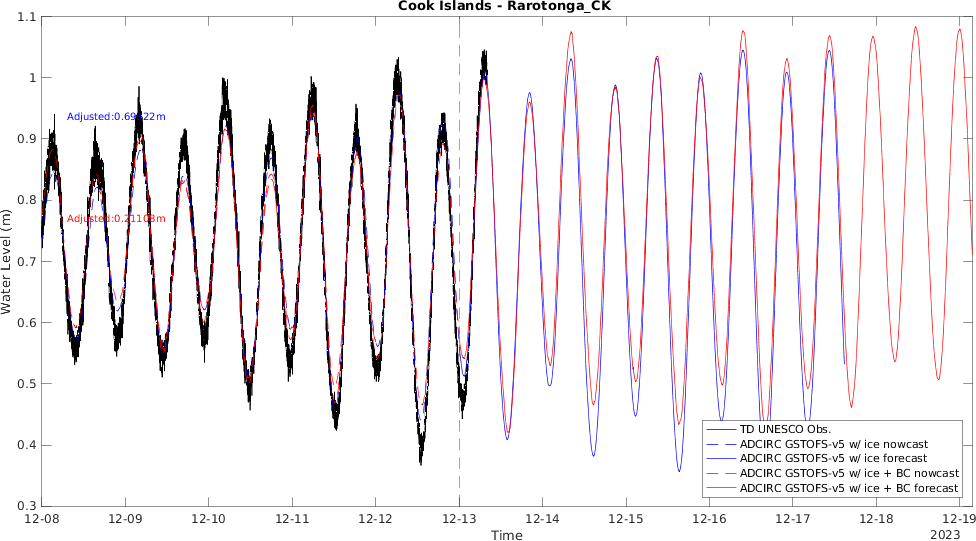 Cook Islands - Rarotonga_CK
1.1
1
0.9
0.8
0.7
0.6
0.5
0.4
0.3
Water Level (m)
Adjusted:0.69622m
Adjusted:0.21103m
TD UNESCO Obs.
ADCIRC GSTOFS-v5 w/ ice nowcast
ADCIRC GSTOFS-v5 w/ ice forecast
ADCIRC GSTOFS-v5 w/ ice + BC nowcast
ADCIRC GSTOFS-v5 w/ ice + BC forecast
12-08 12-09 12-10 12-11 12-12 12-13 12-14 12-15 12-16 12-17 12-18 12-19
Time
2023